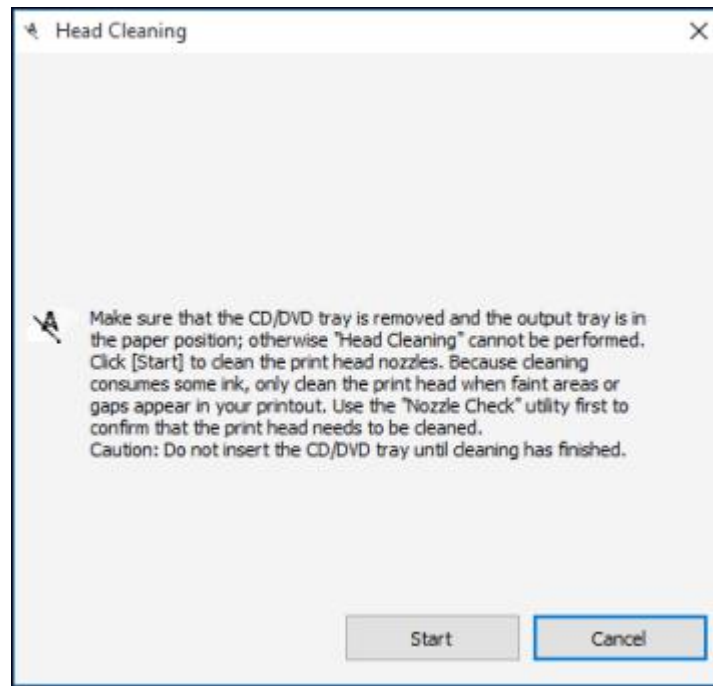 Head Cleaning
Make sure that the CD/DVD tray is removed and the output tray is in
the paper position; otherwise "Head Cleaning" cannot be performed.
Click [Start] to clean the print head nozzles. Because cleaning
consumes some ink, only clean the print head when faint areas or
gaps appear in your printout. Use the "Nozzle Check" utility first to
confirm that the print head needs to be cleaned.
Caution: Do not insert the CD/DVD tray until cleaning has finished.
Start
Cancel